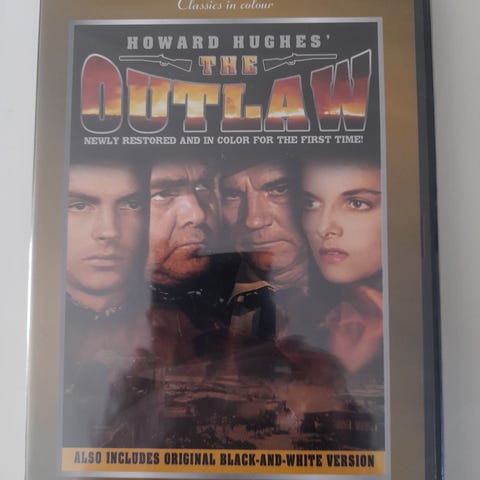 Classics in colour
HOWARD HUGHES'
THE
OUTLAW
NEWLY RESTORED AND IN COLOR FOR THE FIRST TIME!
ALSO INCLUDES ORIGINAL BLACK-AND-WHITE VERSION